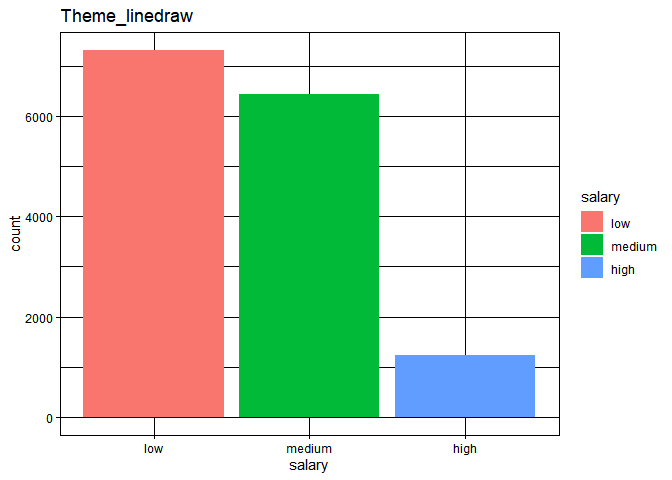 Theme_linedraw
6000
4000
2000
0
count
low medium high
salary
salary
low
medium
high